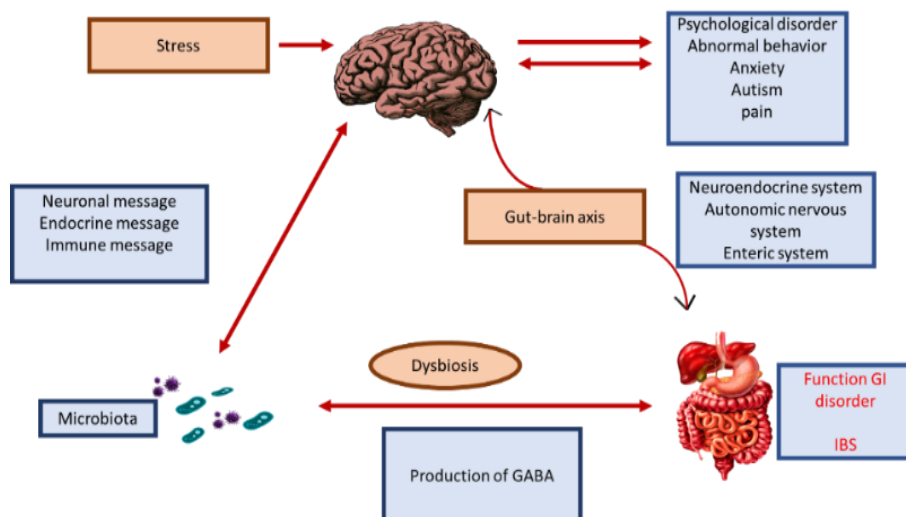 Stress
Psychological disorder
Abnormal behavior
Anxiety
Autism
pain
Neuronal message
Endocrine message
Immune message
Gut-brain axis
Neuroendocrine system
Autonomic nervous
system
Enteric system
Dysbiosis
Microbiota
Function GI
disorder
IBS
Production of GABA